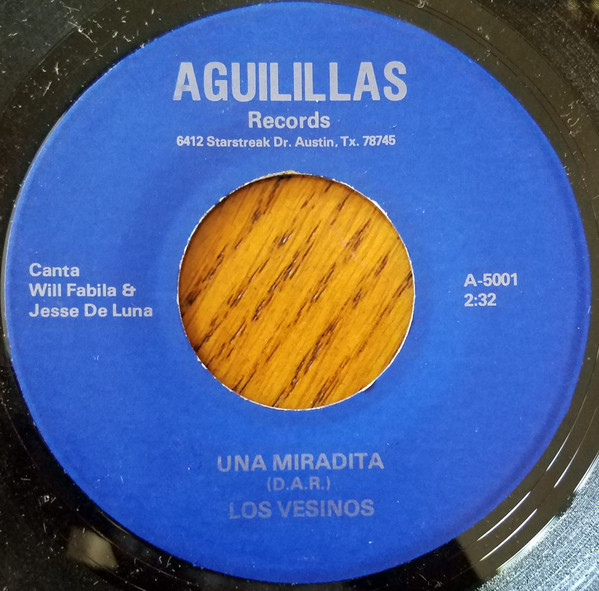 AGUILILLAS
Records
6412 Starstreak Dr. Austin, Tx. 78745
Canta
Will Fabila &
Jesse De Luna
A-5001
2:32
UNA MIRADITA
(D.A.R.)
LOS VESINOS